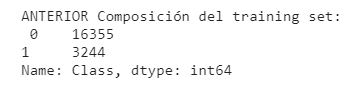 ANTERIOR Composición del training set:
0    16355
1    3244
Name: Class, dtype: int64